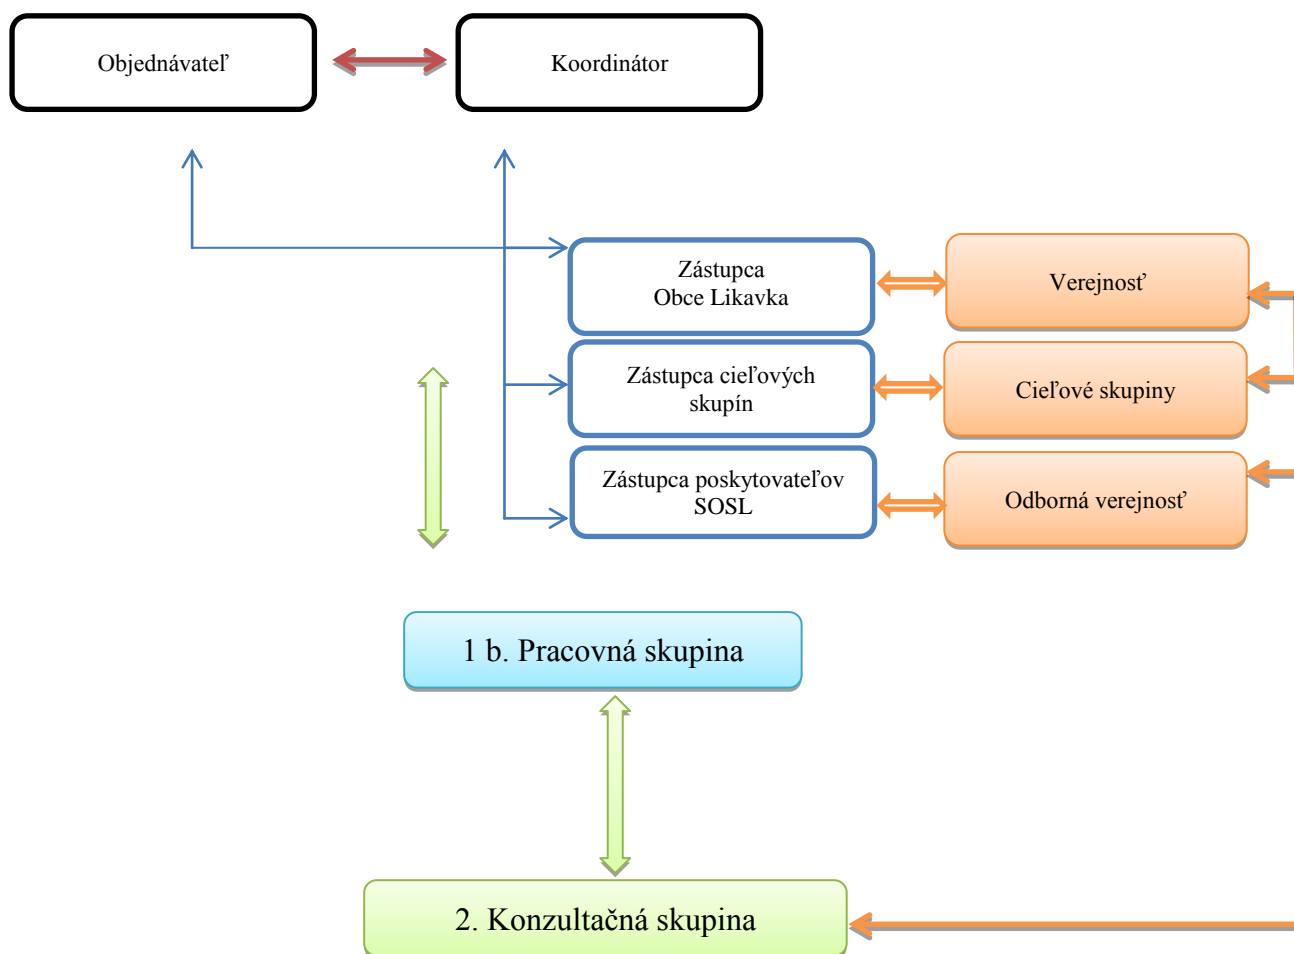 Objednávateľ
Koordinátor
Zástupca
Obce Likavka
Verejnosť
Zástupca cieľových
skupín
Cieľové skupiny
Zástupca poskytovateľov
SOSL
Odborná verejnosť
1 b. Pracovná skupina
2. Konzultačná skupina